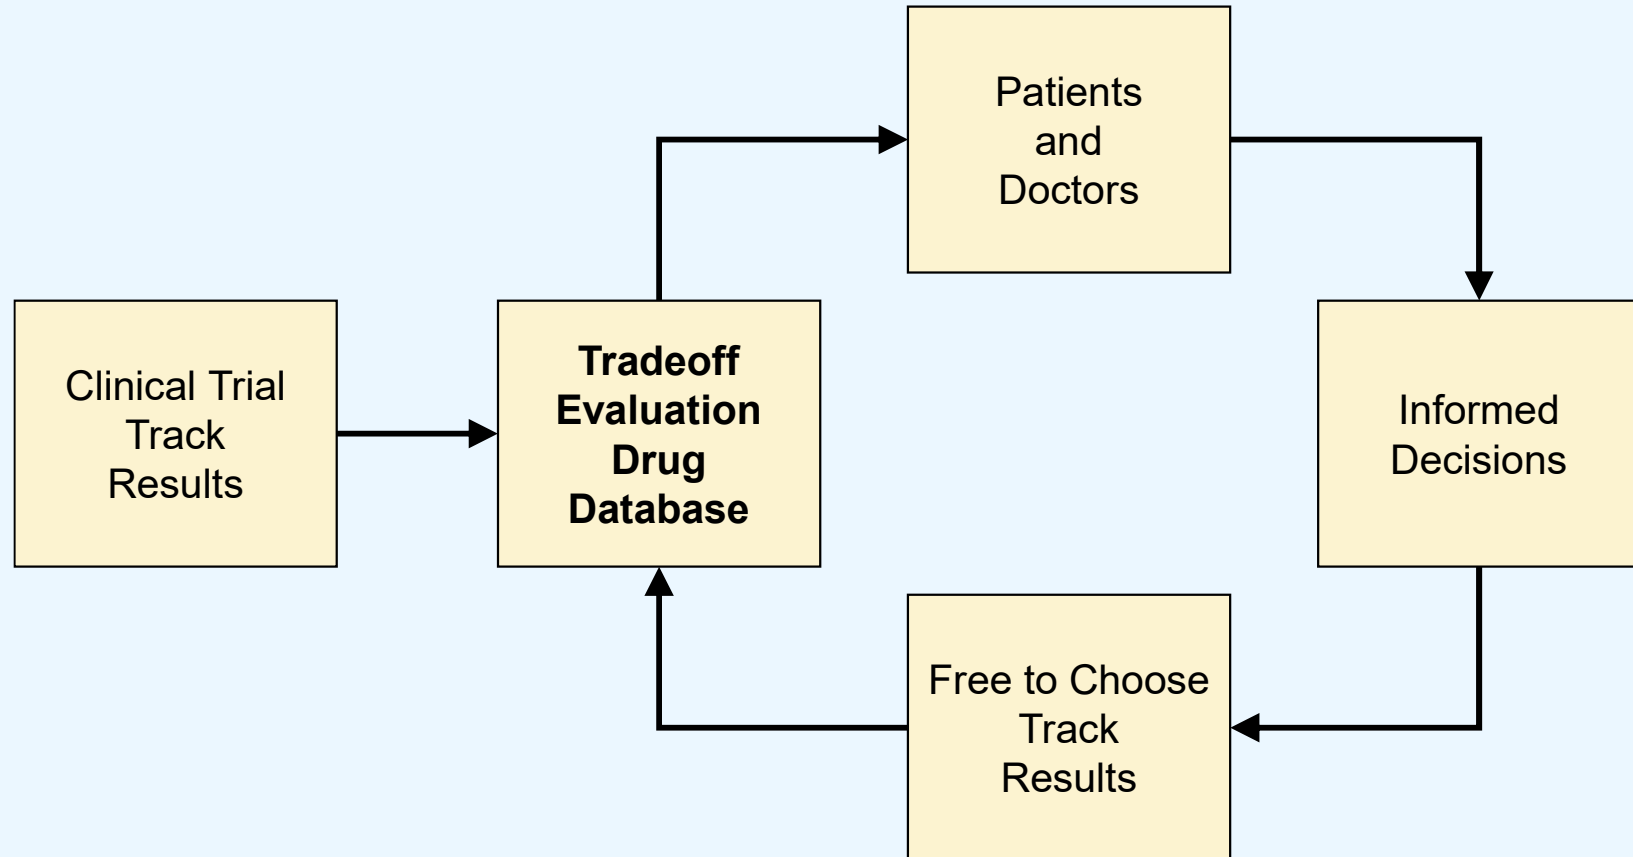 Patients
and
Doctors
Clinical Trial
Track
Results
Tradeoff
Evaluation
Drug
Database
Informed
Decisions
Free to Choose
Track
Results